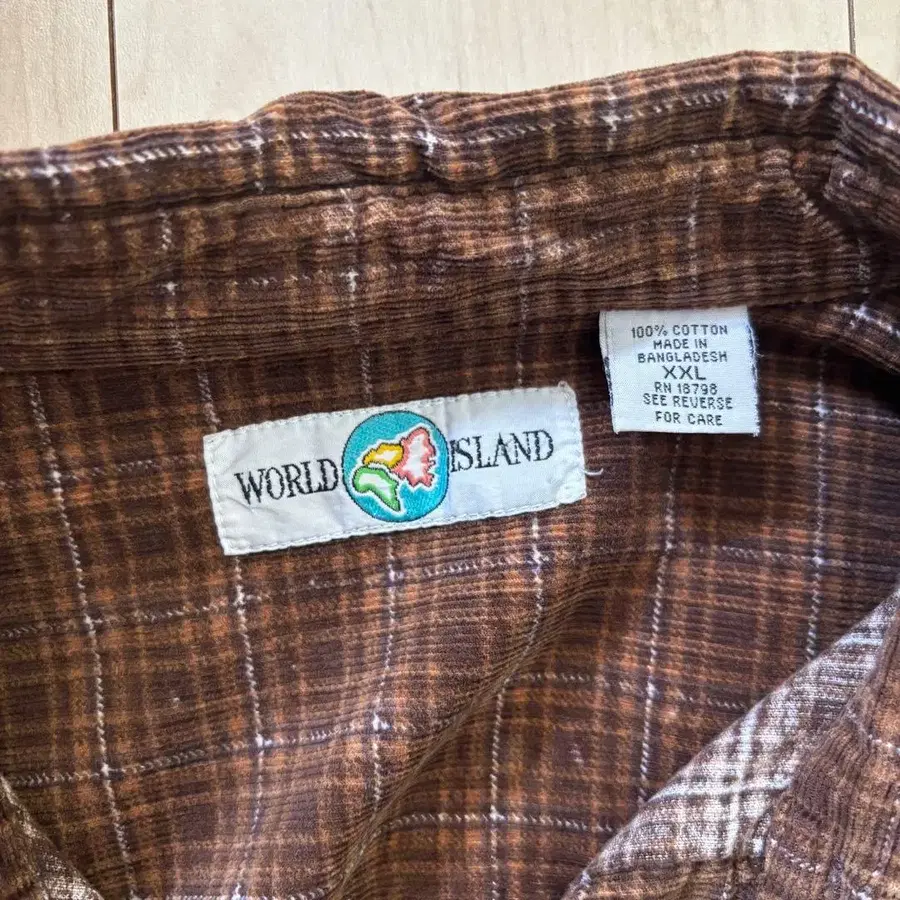 WORLD ISLAND
100% COTTON
MADE IN
BANGLADESH
XXL
RN 18798
SEE REVERSE
FOR CARE